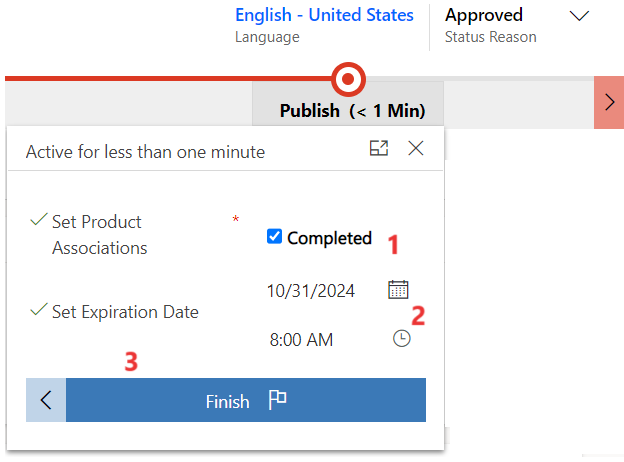 English - United States
Language
Approved
Status Reason
Publish (< 1 Min)
Active for less than one minute
Set Product
Associations
*
Completed
1
10/31/2024
Set Expiration Date
8:00 AM
2
3
Finish